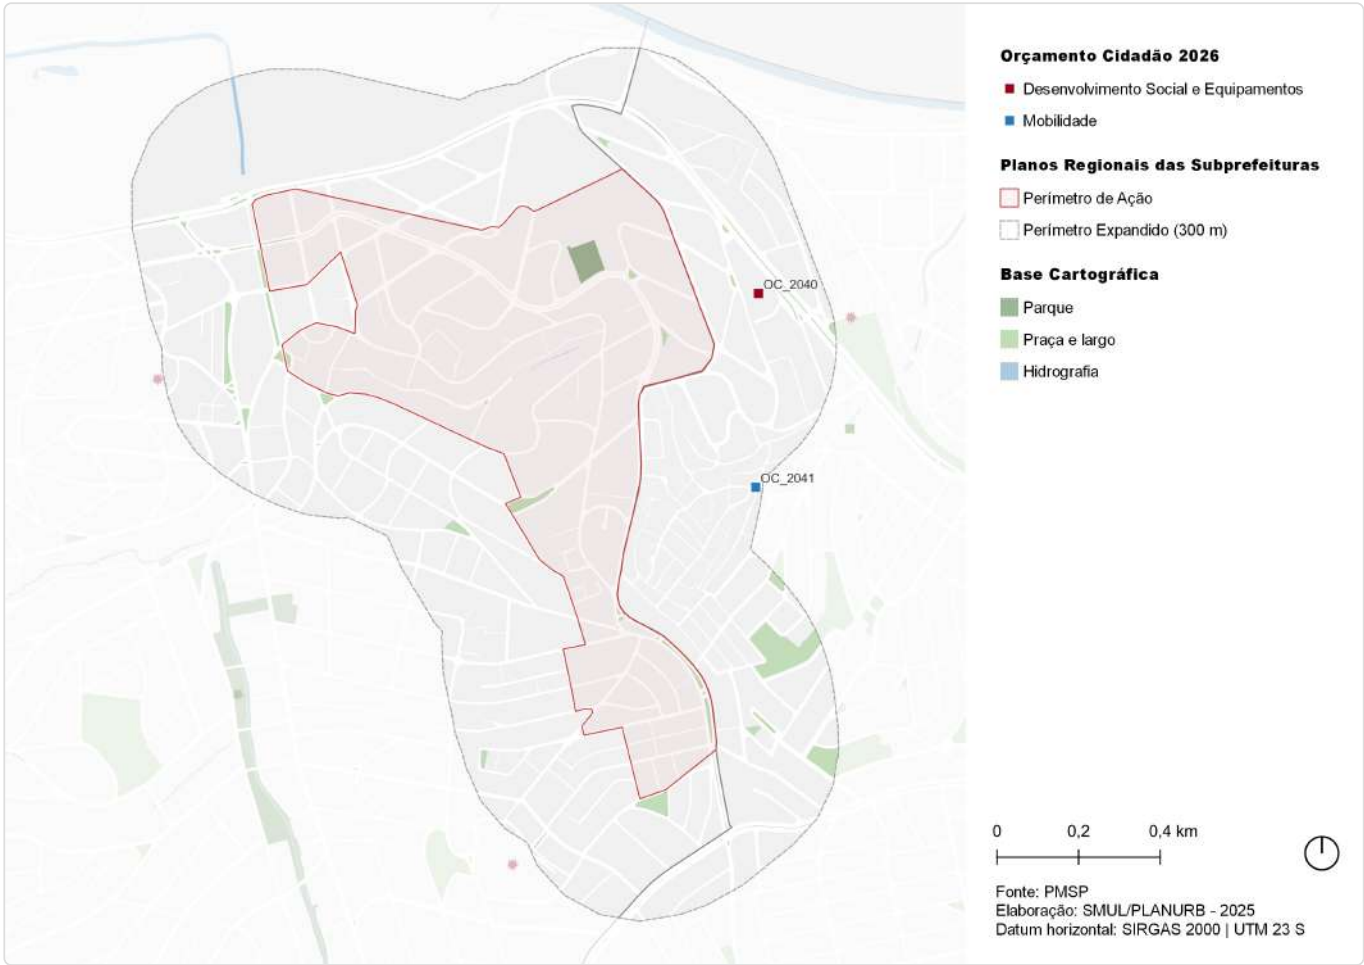 Orçamento Cidadão 2026
Desenvolvimento Social e Equipamentos
Mobilidade
Planos Regionais das Subprefeituras
Perímetro de Ação
Perímetro Expandido (300 m)
Base Cartográfica
Parque
Praça e largo
Hidrografia
OC_2040
OC_2041
0 0,2 0,4 km
Fonte: PMSP
Elaboração: SMUL/PLANURB - 2025
Datum horizontal: SIRGAS 2000 | UTM 23 S